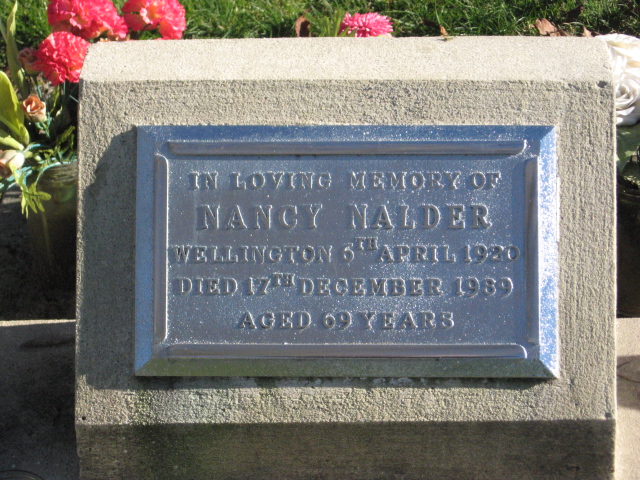 IN LOVING MEMORY OF
NANCY NALDER
WELLINGTON 6TH APRIL 1920
DIED 17TH DECEMBER 1989
AGED 69 YEARS